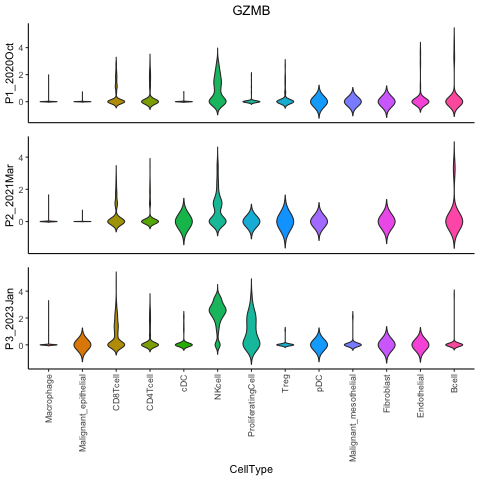 GZMB
P1_2020Oct
4
2
0
P2_2021Mar
4
2
0
P3_2023Jan
4
2
0
Macrophage
Malignant_epithelial
CD8Tcell
CD4Tcell
cDC
NKcell
ProliferatingCell
Treg
pDC
Malignant_mesothelial
Fibroblast
Endothelial
Bcell
CellType